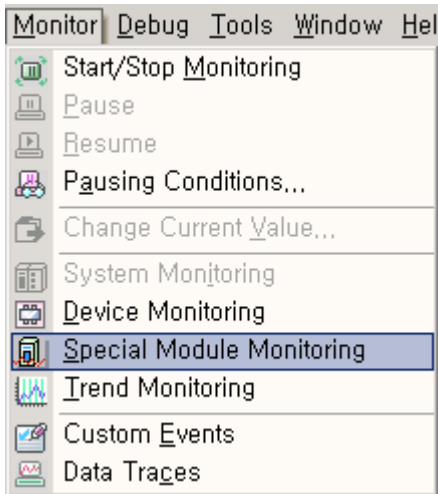 Monitor Debug Tools Window Hel
Start/Stop Monitoring
Pause
Resume
Pausing Conditions...
Change Current Value...
System Monitoring
Device Monitoring
Special Module Monitoring
Trend Monitoring
Custom Events
Data Traces